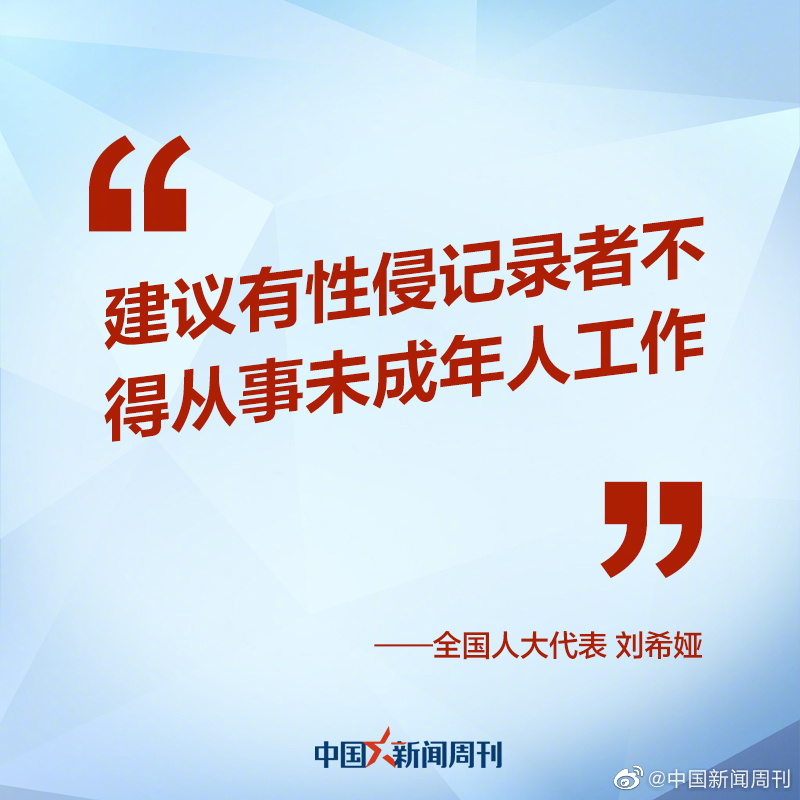 “
建议有性侵记录者不
得从事未成年人工作
”
——全国人大代表 刘希娅
中国新闻周刊
@中国新闻周刊